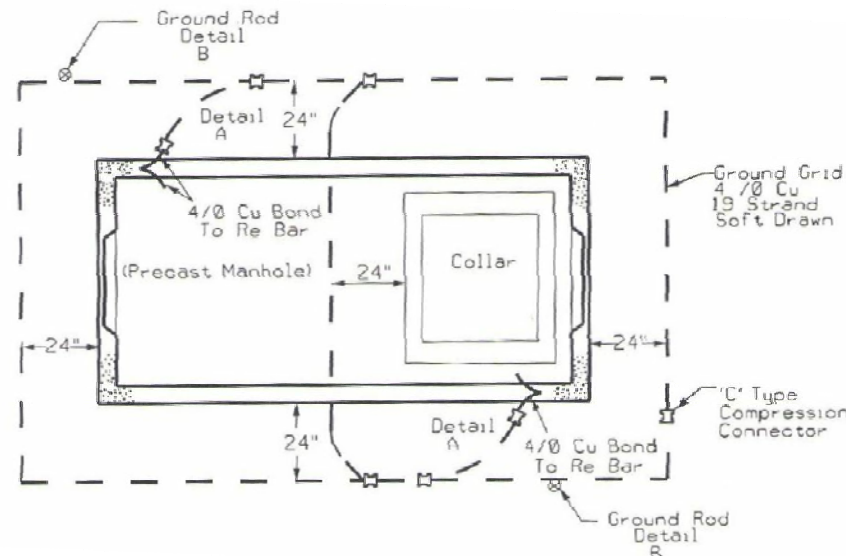 Ground Rod
Detail
B
Detail
A
24"
4/0 Cu Bond
To Re Bar
Ground Grid
4 /0 Cu
19 Strand
Soft Drawn
(Precast Manhole)
24"
Collar
24"
24"
"C" Type
Compression
Connector
24"
Detail
A
4/0 Cu Bond
To Re Bar
Ground Rod
Detail
B